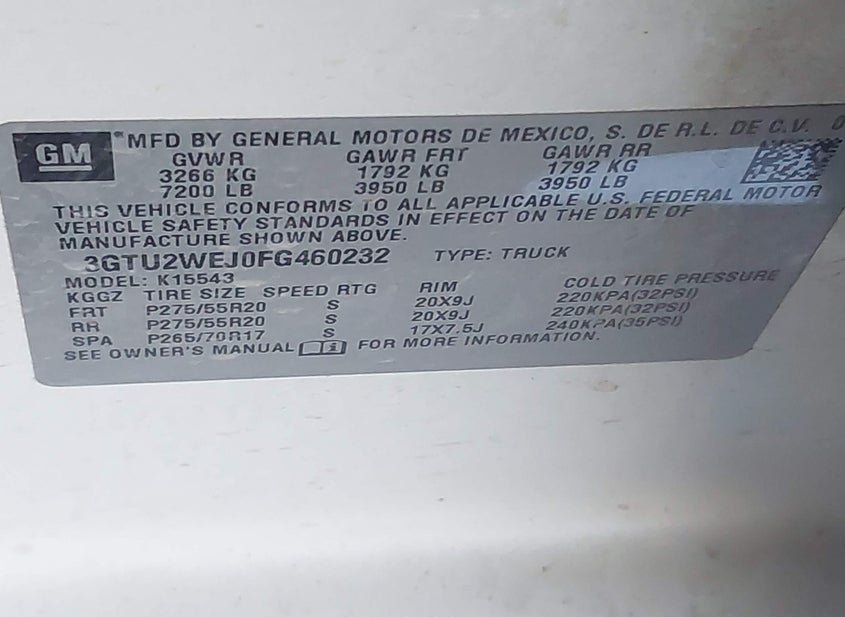 GM
MFD BY GENERAL MOTORS DE MEXICO, S. DE R.L. DE C.V.
GVWR GAWR FRT GAWR RR
3266 KG 1792 KG 1792 KG
7200 LB 3950 LB 3950 LB
THIS VEHICLE CONFORMS TO ALL APPLICABLE U.S. FEDERAL MOTOR
VEHICLE SAFETY STANDARDS IN EFFECT ON THE DATE OF
MANUFACTURE SHOWN ABOVE.
3GTU2WEJ0FG460232 TYPE: TRUCK
MODEL: K15543
KGGZ TIRE SIZE SPEED RTG RIM COLD TIRE PRESSURE
FRT P275/55R20 S 20X9J 220KPA(32PSI)
RR P275/55R20 S 20X9J 220KPA(32PSI)
SPA P265/70R17 S 17X7.5J 240KPA(35PSI)
SEE OWNER'S MANUAL FOR MORE INFORMATION.